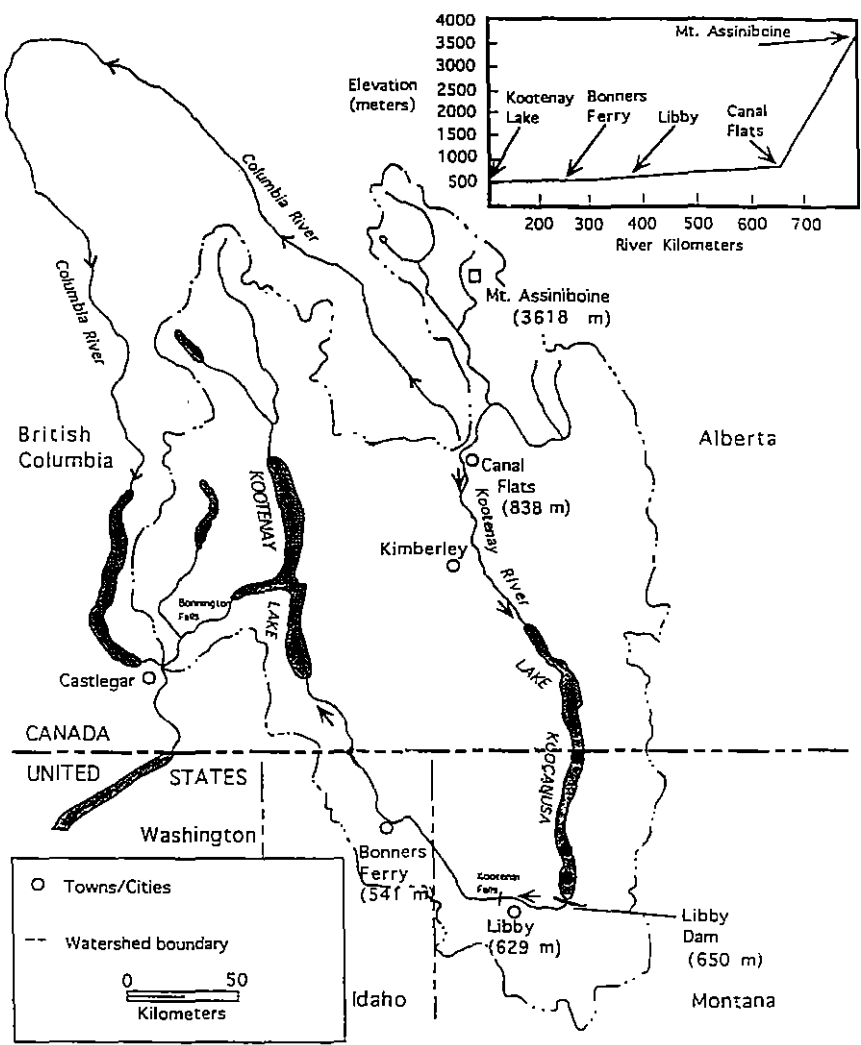 4000
3500
3000
2500
2000
1500
1000
500
Elevation
(meters)
Mt. Assiniboine
Kootenay
Lake
Bonners
Ferry
Libby
Canal
Flats
200 300 400 500 600 700
River Kilometers
Columbia River
Columbia River
Columbia River
Mt. Assiniboine
(3618 m)
British
Columbia
Alberta
KOOTENAY
LAKE
Canal
Flats
(838 m)
Kootenay
River
Kimberley
Bonnington
Falls
LAKE
KOOCANUSA
Castlegar
CANADA
UNITED STATES
Washington
Bonners
Ferry
(541 m)
Kootenai
Falls
Libby
(629 m)
Libby
Dam
(650 m)
Idaho
Montana
Towns/Cities
Watershed boundary
0 50
Kilometers